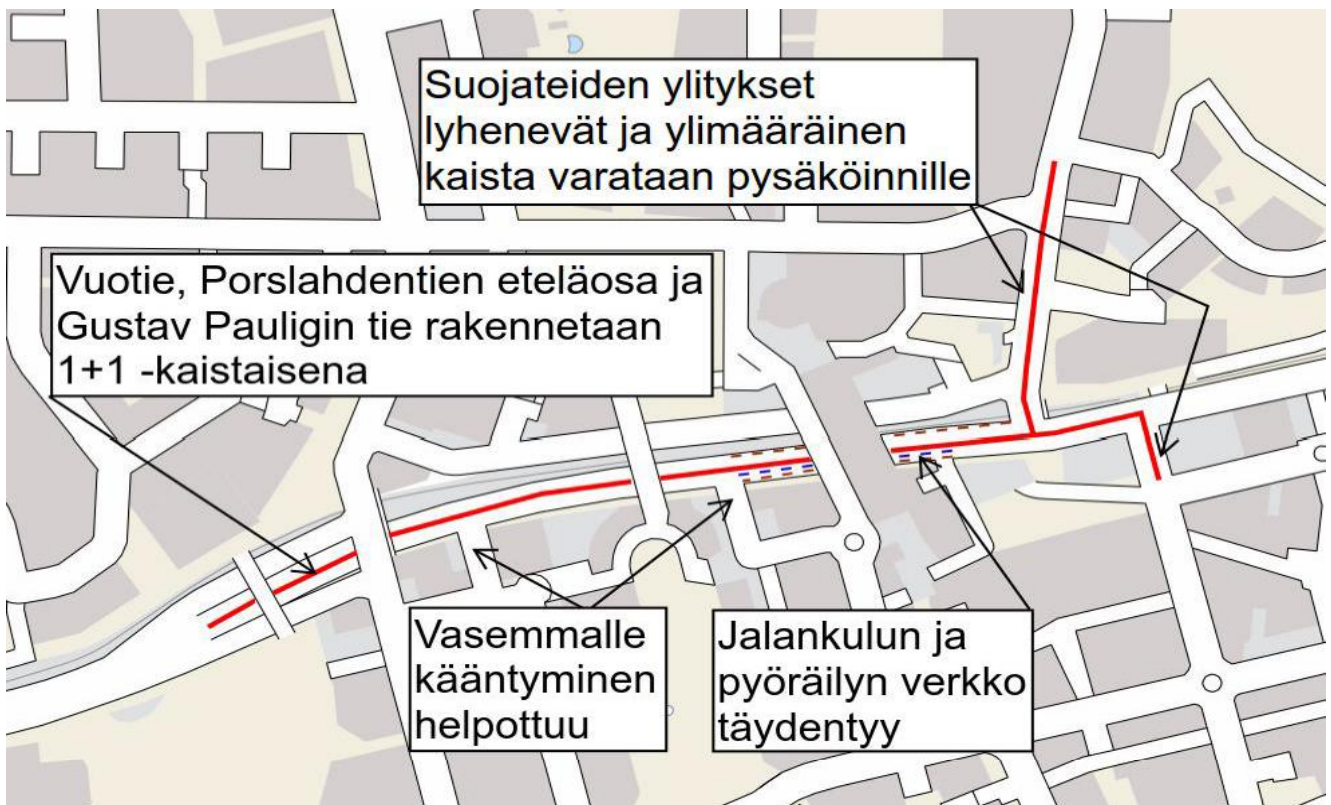 Suojateiden ylitykset
lyhenevät ja ylimääräinen
kaista varataan pysäköinnille
Vuotie, Porslahdentien eteläosa ja
Gustav Pauligin tie rakennetaan
1+1 -kaistaisena
Vasemmalle
kääntyminen
helpottuu
Jalankulun ja
pyöräilyn verkko
täydentyy